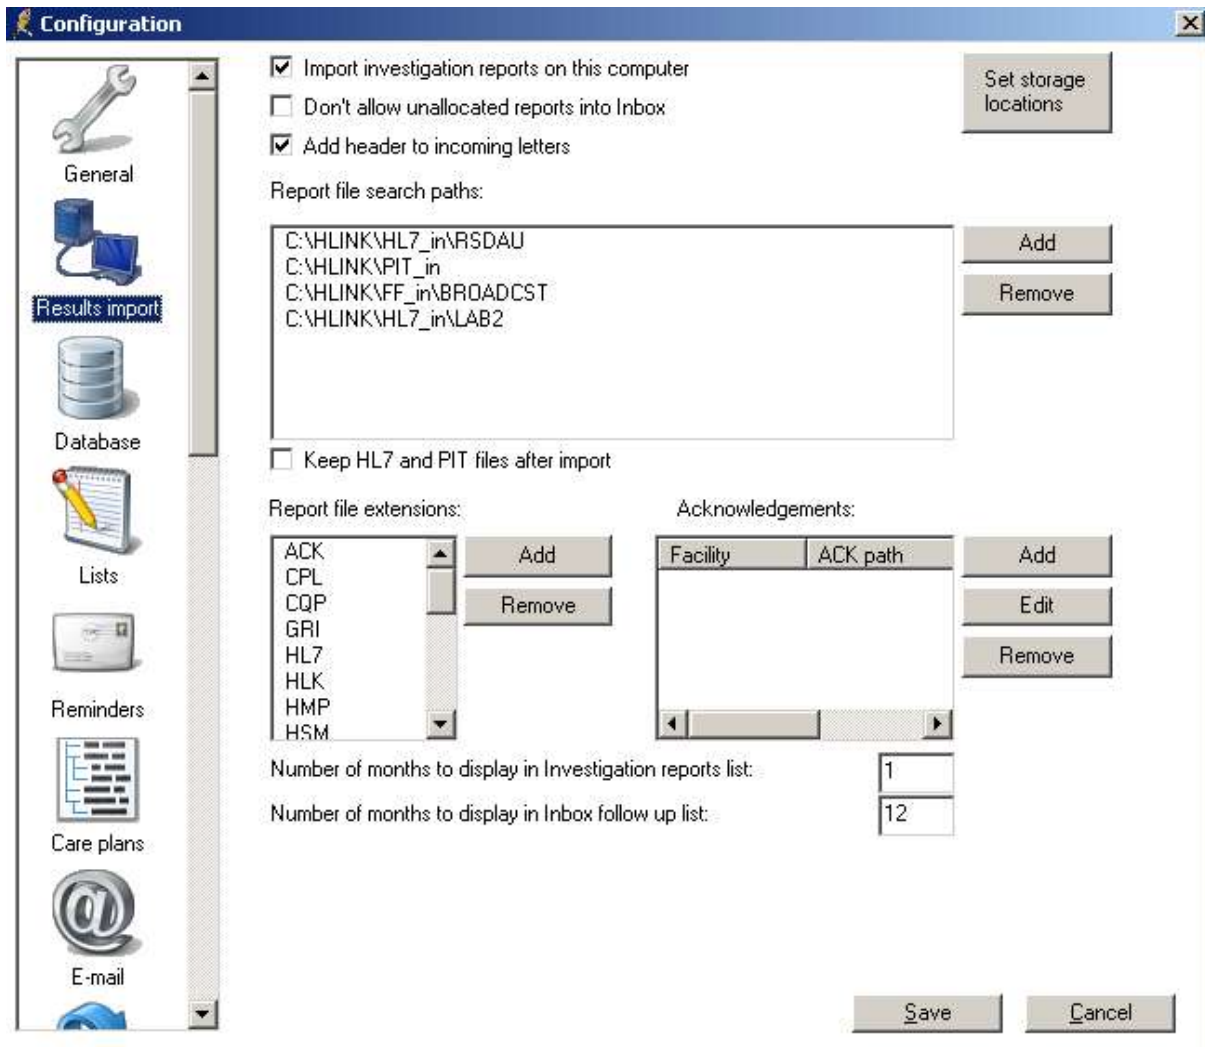 Configuration
General
Results import
Database
Lists
Reminders
Care plans
E-mail
Import investigation reports on this computer
Don't allow unallocated reports into Inbox
Add header to incoming letters
Set storage
locations
Report file search paths:
C:\HLINK\HL7_in\RSDAU
C:\HLINK\PIT_in
C:\HLINK\FF_in\BROADCST
C:\HLINK\HL7_in\LAB2
Add
Remove
Keep HL7 and PIT files after import
Report file extensions:
ACK
CPL
CQP
GRI
HL7
HLK
HMP
HSM
Add
Remove
Acknowledgements:
Facility ACK path
Add
Edit
Remove
Number of months to display in Investigation reports list: 1
Number of months to display in Inbox follow up list: 12
Save Cancel